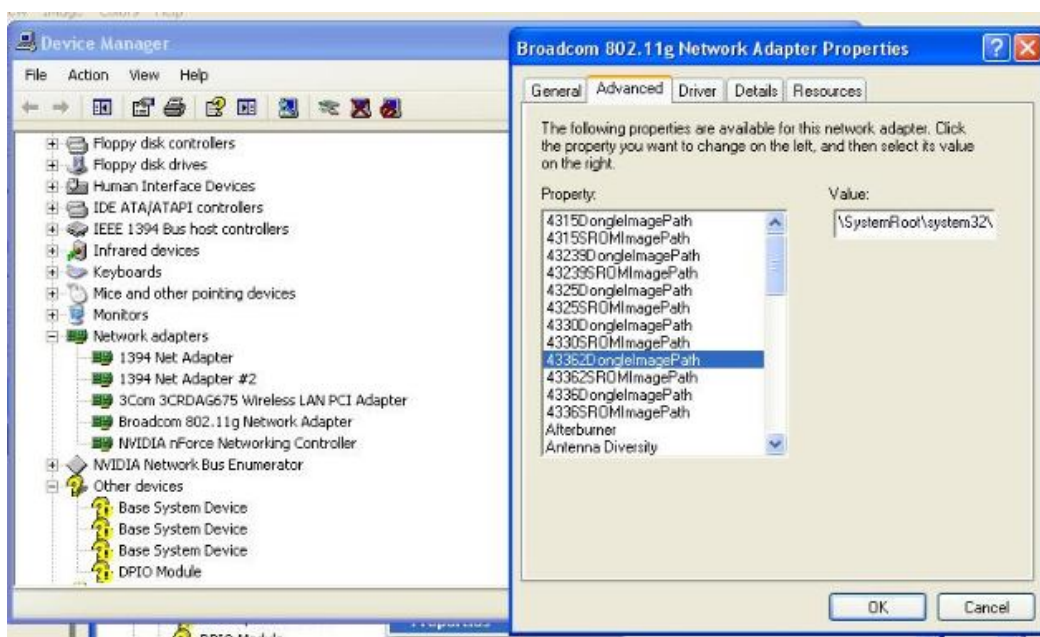 Image Colors Help
Device Manager
File Action View Help
Floppy disk controllers
Floppy disk drives
Human Interface Devices
IDE ATA/ATAPI controllers
IEEE 1394 Bus host controllers
Infrared devices
Keyboards
Mice and other pointing devices
Monitors
Network adapters
1394 Net Adapter
1394 Net Adapter #2
3Com 3CRDAG675 Wireless LAN PCI Adapter
Broadcom 802.11g Network Adapter
NVIDIA nForce Networking Controller
NVIDIA Network Bus Enumerator
Other devices
Base System Device
Base System Device
Base System Device
DPIO Module
DPIO Module
Properties
Broadcom 802.11g Network Adapter Properties
General Advanced Driver Details Resources
The following properties are available for this network adapter. Click
the property you want to change on the left, and then select its value
on the right.
Property:
4315DongleImagePath
4315SROMImagePath
43239DongleImagePath
43239SROMImagePath
4325DongleImagePath
4325SROMImagePath
4330DongleImagePath
4330SROMImagePath
43362DongleImagePath
43362SROMImagePath
4336DongleImagePath
4336SROMImagePath
Afterburner
Antenna Diversity
Value:
\SystemRoot\system32\
OK Cancel